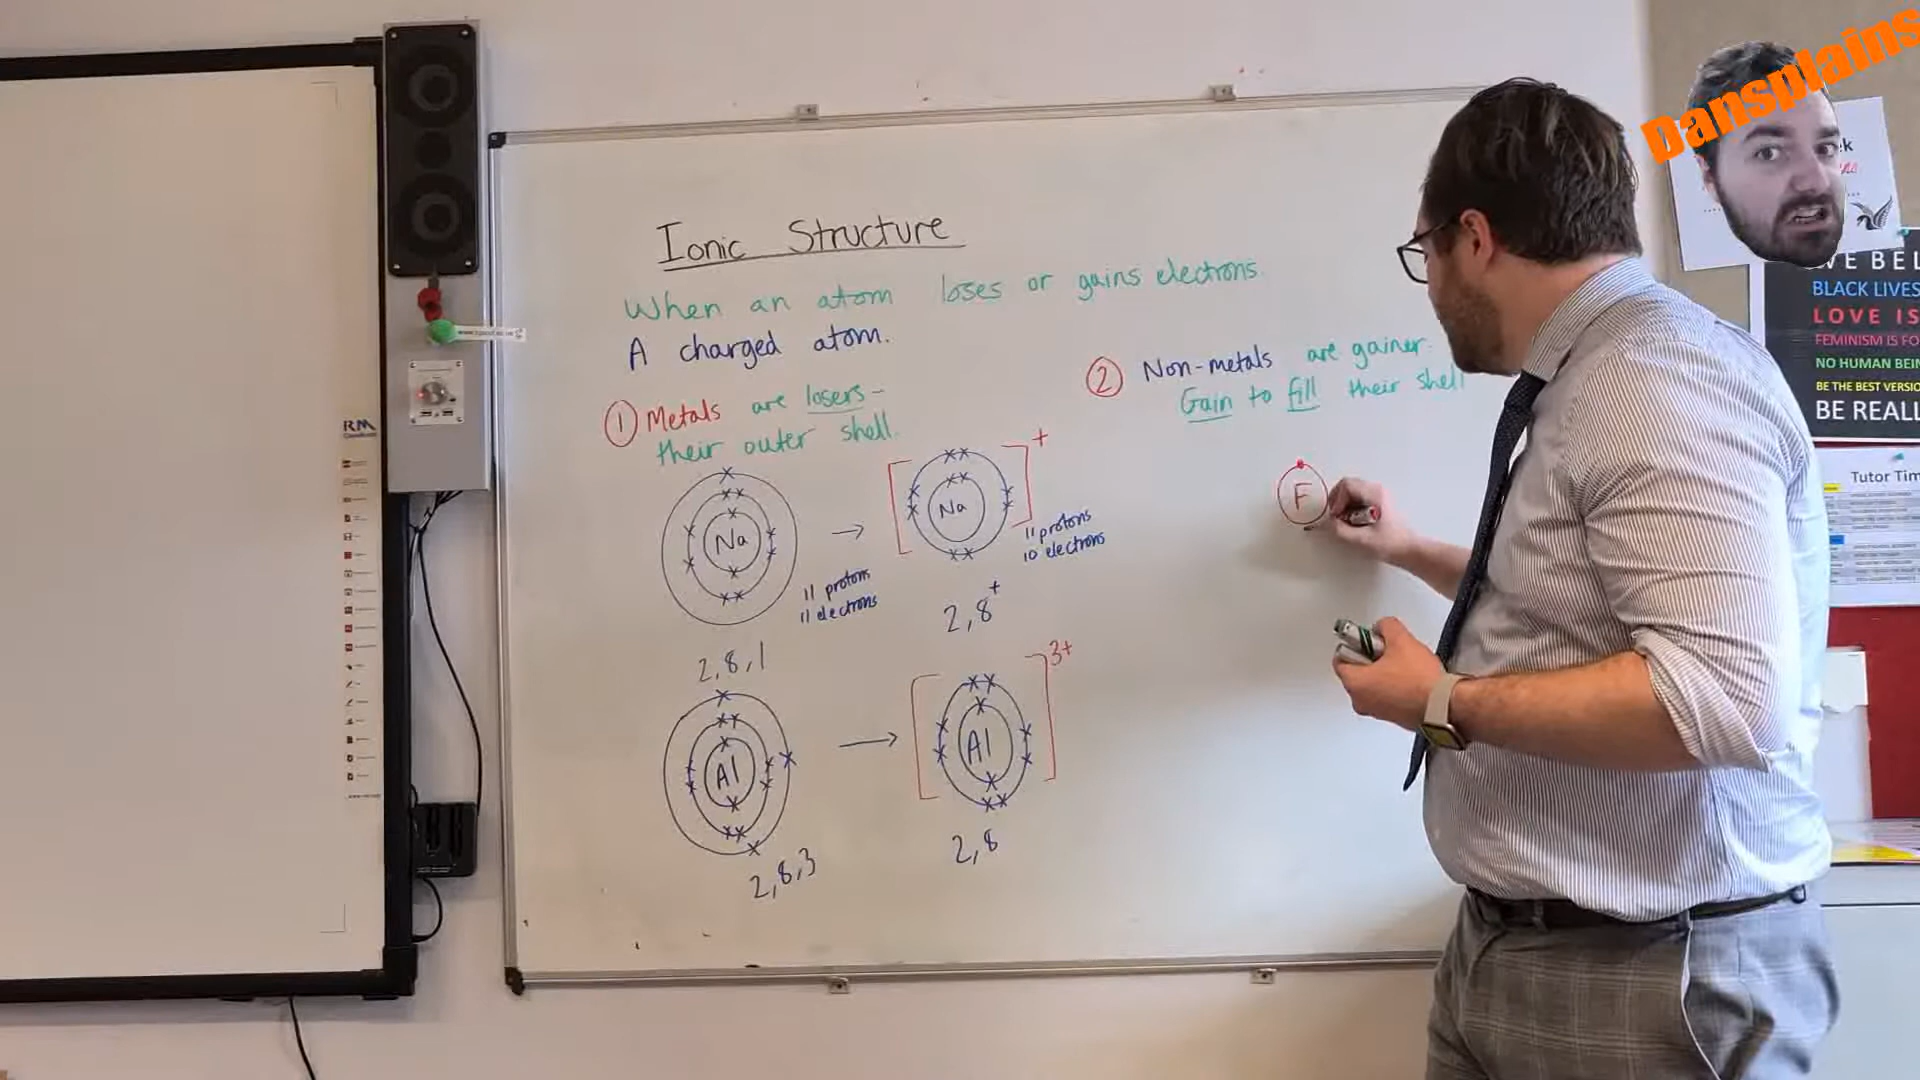 Dansplains
Ionic Structure
When an atom loses or gains electrons.
A charged atom.
① Metals are losers-
their outer shell.
Na
11 protons
11 electrons
2,8,1
Na
+
11 protons
10 electrons
2,8+
Al
2,8,3
Al
3+
2,8
② Non-metals are gainer.
Gain to fill their shell
F
RM
BLACK LIVES
LOVE IS
FEMINISM IS FO
NO HUMAN BEIN
BE THE BEST VERSIO
BE REALL
Tutor Tim